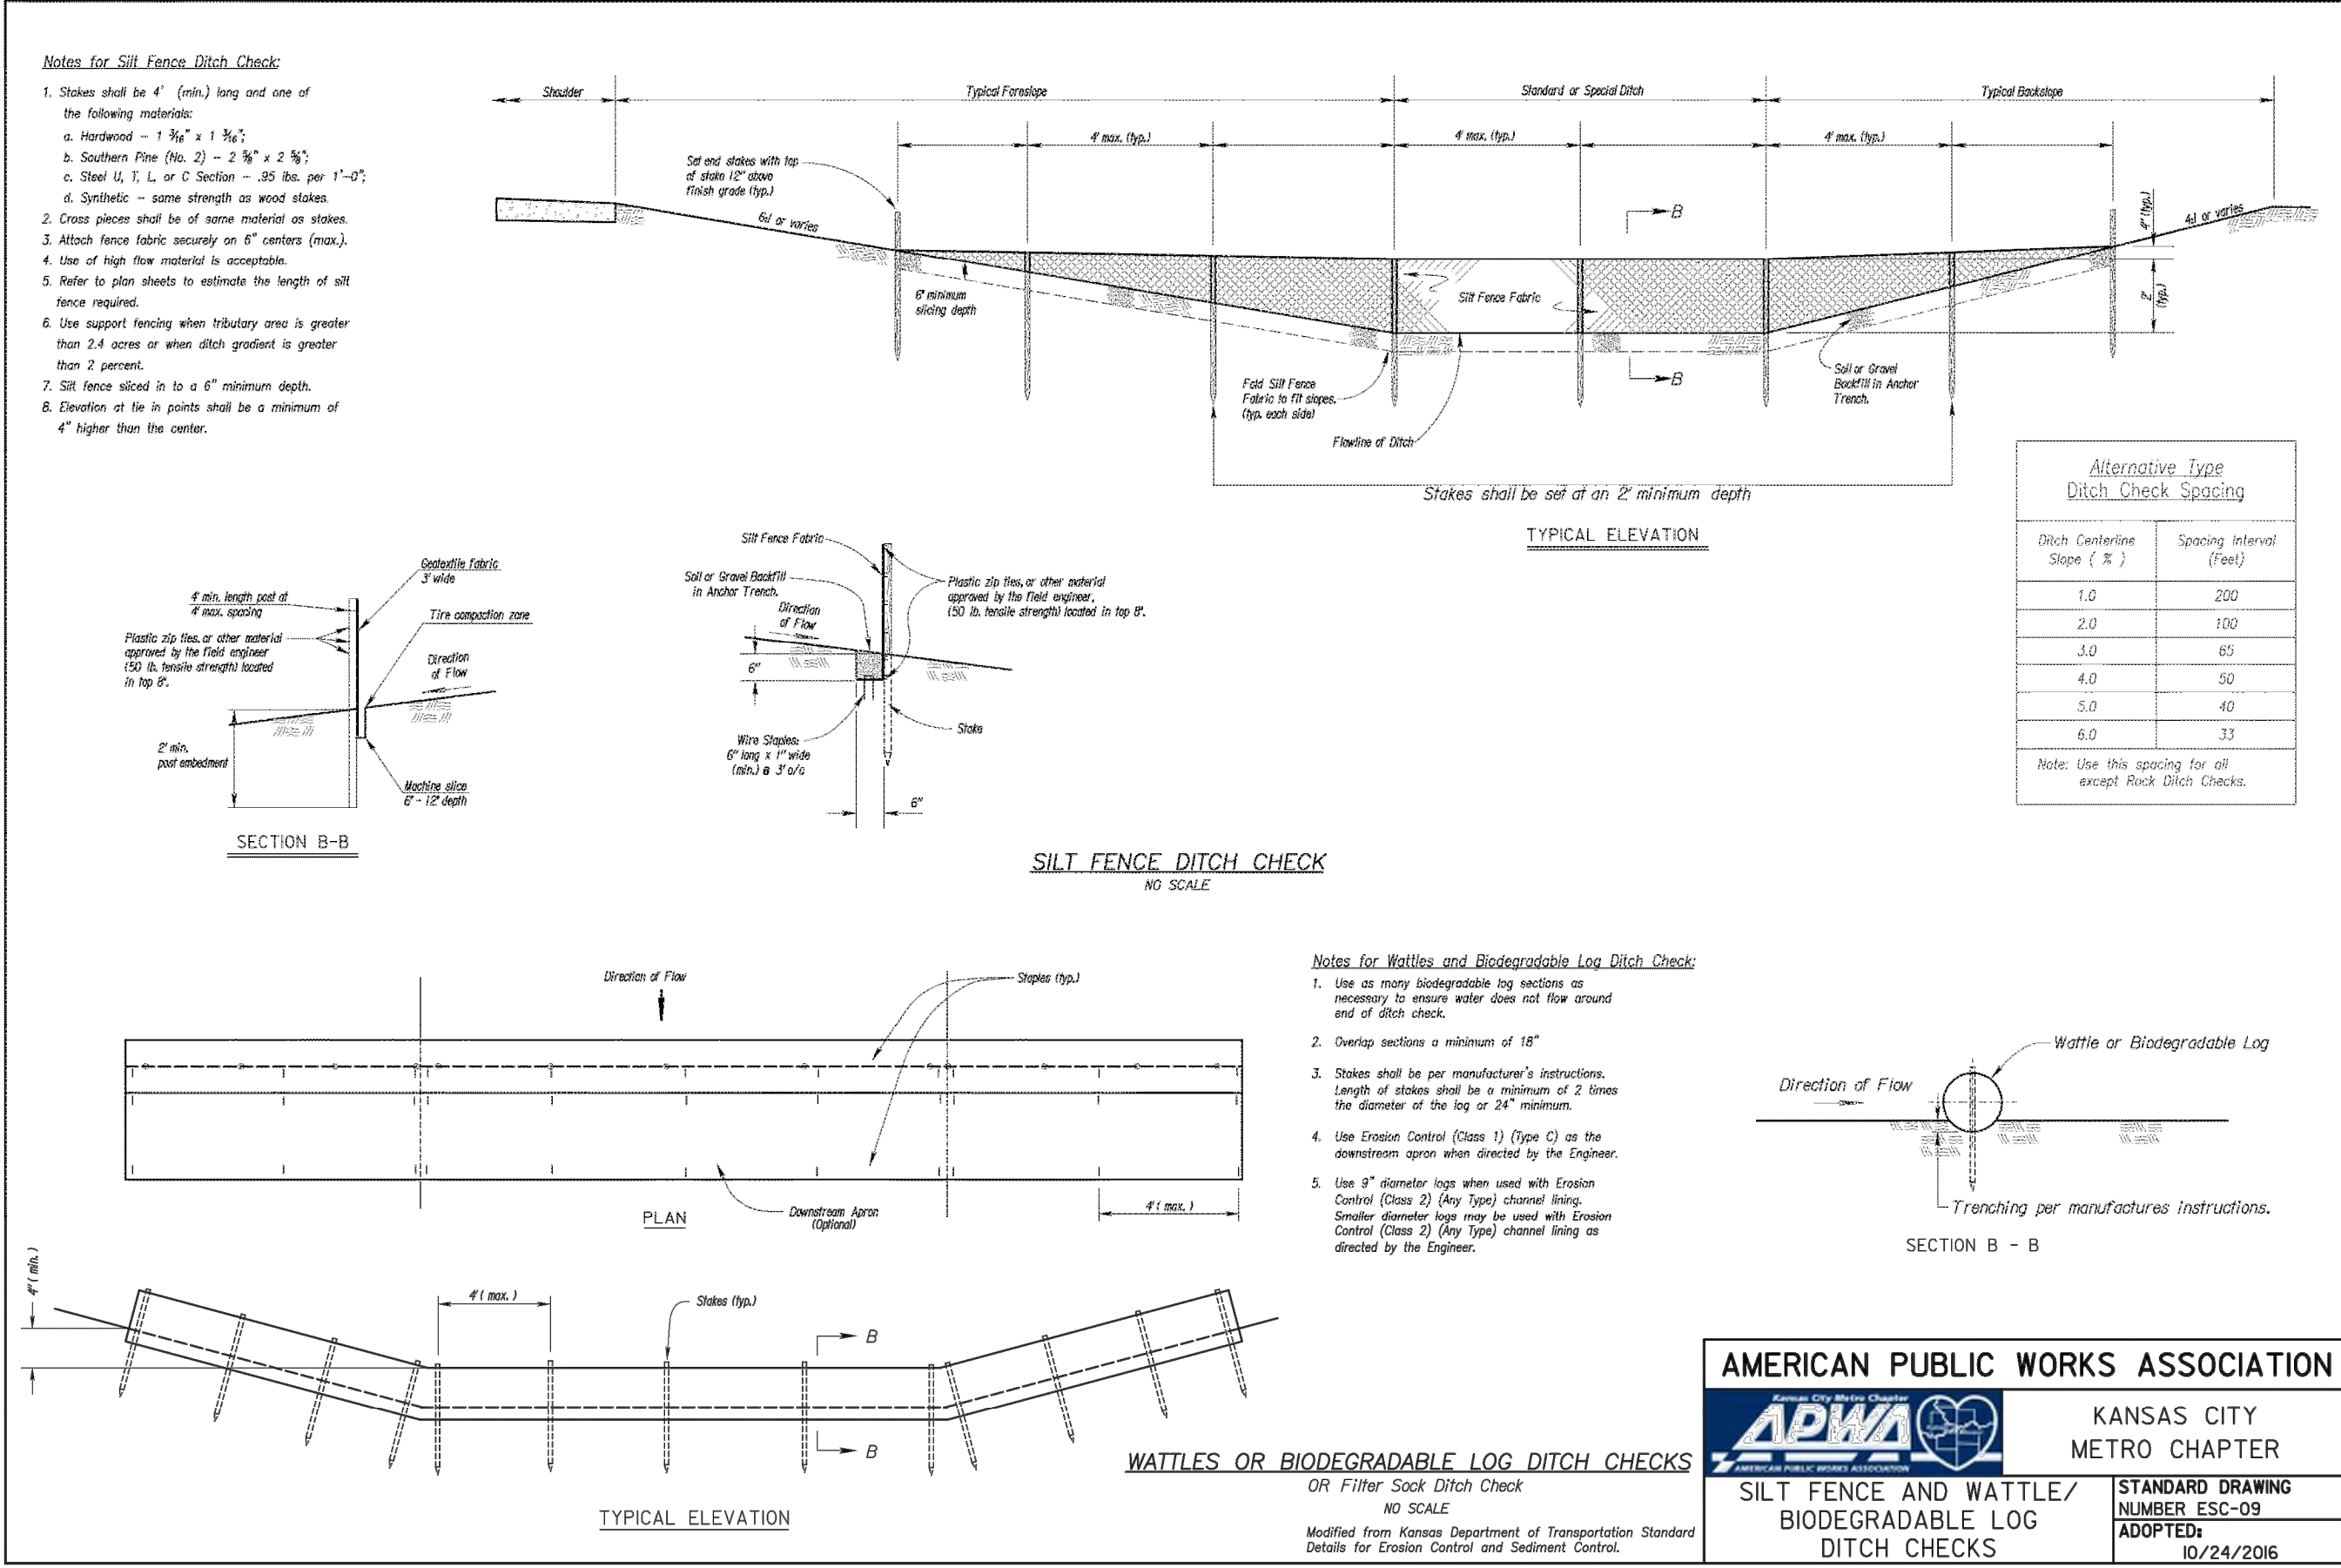 Notes for Silt Fence Ditch Check:
1. Stakes shall be 4' (min.) long and one of
the following materials:
a. Hardwood - 1 3/16" x 1 3/16";
b. Southern Pine (No. 2) - 2 5/8" x 2 5/8";
c. Steel U, T, L, or C Section - .95 lbs. per 1'-0";
d. Synthetic - same strength as wood stakes.
2. Cross pieces shall be of same material as stakes.
3. Attach fence fabric securely on 6" centers (max.).
4. Use of high flow material is acceptable.
5. Refer to plan sheets to estimate the length of silt
fence required.
6. Use support fencing when tributary area is greater
than 2.4 acres or when ditch gradient is greater
than 2 percent.
7. Silt fence sliced in to a 6" minimum depth.
8. Elevation at tie in points shall be a minimum of
4" higher than the center.
Shoulder
Typical Foreslope
Standard or Special Ditch
Typical Backslope
4' max. (typ.)
4' max. (typ.)
4' max. (typ.)
Set end stakes with top
of stake 12" above
finish grade (typ.)
6:1 or varies
B
4" (typ.)
4:1 or varies
6" minimum
slicing depth
Silt Fence Fabric
2'
(typ.)
B
Fold Silt Fence
Fabric to fit slopes.
(typ. each side)
Flowline of Ditch
Soil or Gravel
Backfill in Anchor
Trench.
Stakes shall be set at an 2' minimum depth
TYPICAL ELEVATION
Alternative Type
Ditch Check Spacing
Ditch Centerline
Slope ( % )
Spacing Interval
(Feet)
1.0 200
2.0 100
3.0 65
4.0 50
5.0 40
6.0 33
Note: Use this spacing for all
except Rock Ditch Checks.
Geotextile fabric
3' wide
4' min. length post at
4' max. spacing
Tire compaction zone
Plastic zip ties, or other material
approved by the field engineer
(50 lb. tensile strength) located
in top 8".
Direction
of Flow
2' min.
post embedment
Machine slice
6" - 12" depth
SECTION B-B
Silt Fence Fabric
Soil or Gravel Backfill
in Anchor Trench.
Direction
of Flow
Plastic zip ties, or other material
approved by the field engineer,
(50 lb. tensile strength) located in top 8".
6"
Stake
Wire Staples:
6" long x 1" wide
(min.) @ 3' o/c
6"
SILT FENCE DITCH CHECK
NO SCALE
Direction of Flow
Staples (typ.)
PLAN
Downstream Apron
(Optional)
4' ( max. )
4" ( min. )
4' ( max. )
Stakes (typ.)
B
B
TYPICAL ELEVATION
Notes for Wattles and Biodegradable Log Ditch Check:
1. Use as many biodegradable log sections as
necessary to ensure water does not flow around
end of ditch check.
2. Overlap sections a minimum of 18"
3. Stakes shall be per manufacturer's instructions.
Length of stakes shall be a minimum of 2 times
the diameter of the log or 24" minimum.
4. Use Erosion Control (Class 1) (Type C) as the
downstream apron when directed by the Engineer.
5. Use 9" diameter logs when used with Erosion
Control (Class 2) (Any Type) channel lining.
Smaller diameter logs may be used with Erosion
Control (Class 2) (Any Type) channel lining as
directed by the Engineer.
Wattle or Biodegradable Log
Direction of Flow
Trenching per manufactures instructions.
SECTION B - B
WATTLES OR BIODEGRADABLE LOG DITCH CHECKS
OR Filter Sock Ditch Check
NO SCALE
Modified from Kansas Department of Transportation Standard
Details for Erosion Control and Sediment Control.
AMERICAN PUBLIC WORKS ASSOCIATION
Kansas City Metro Chapter
APWA
AMERICAN PUBLIC WORKS ASSOCIATION
KANSAS CITY
METRO CHAPTER
SILT FENCE AND WATTLE/
BIODEGRADABLE LOG
DITCH CHECKS
STANDARD DRAWING
NUMBER ESC-09
ADOPTED:
10/24/2016